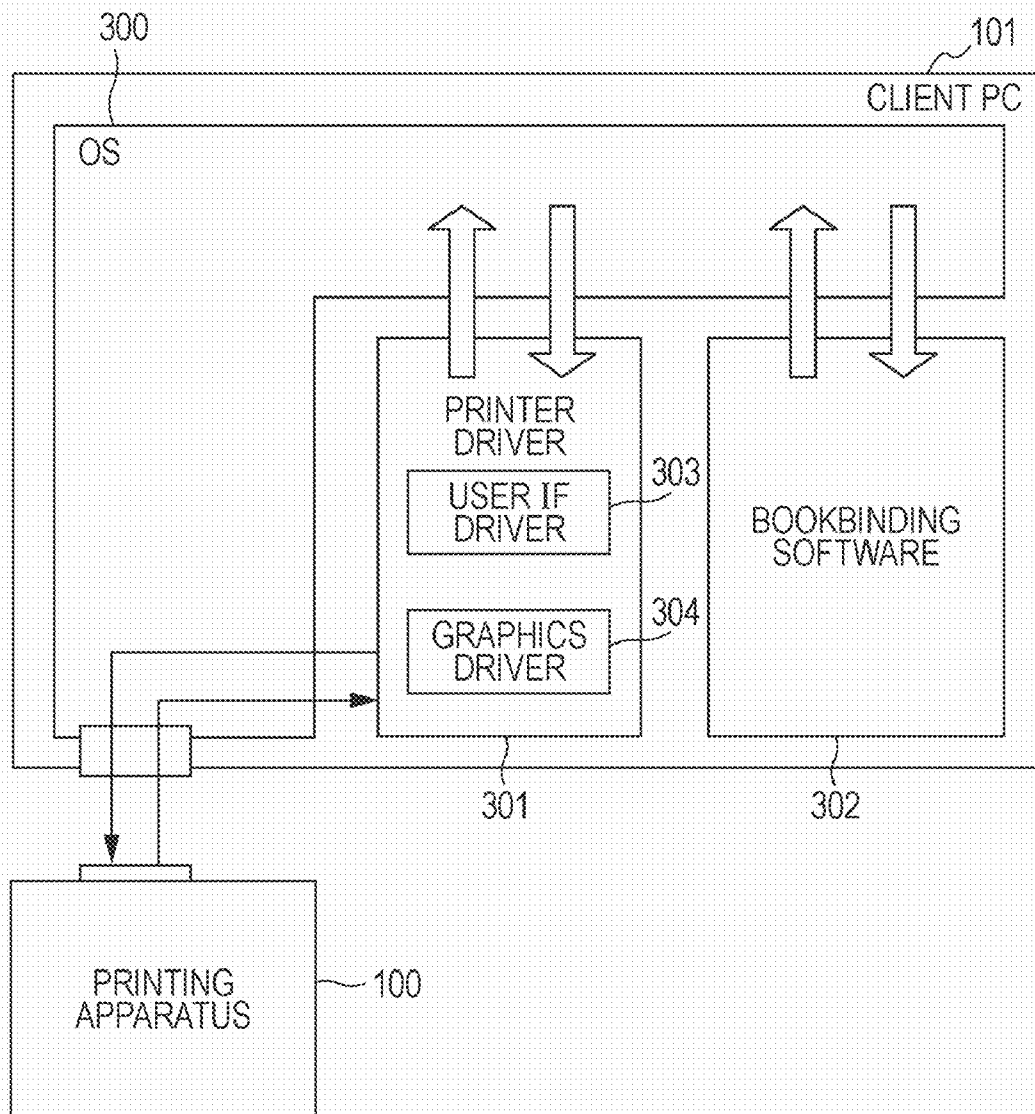 300
101
CLIENT PC
OS
PRINTER
DRIVER
303
USER IF
DRIVER
BOOKBINDING
SOFTWARE
304
GRAPHICS
DRIVER
301
302
PRINTING
APPARATUS
100